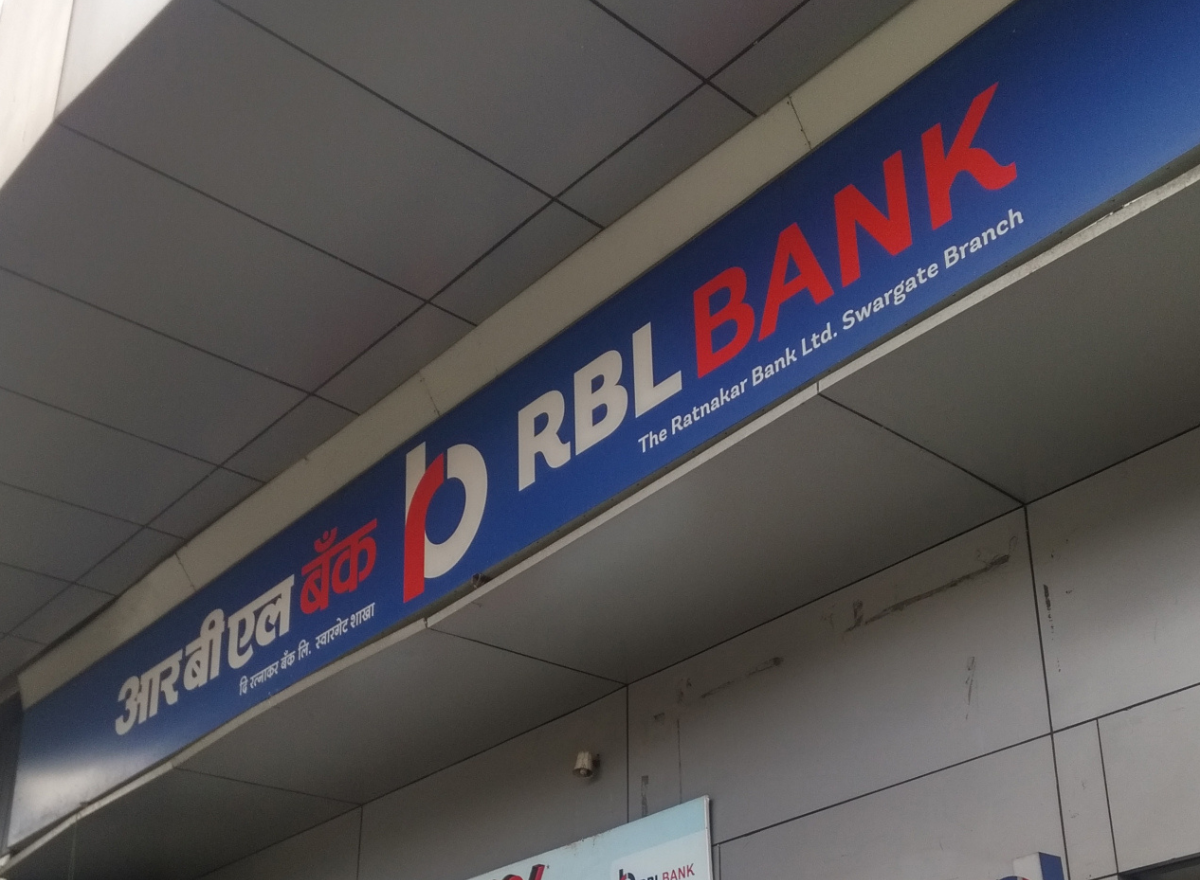 आरबीएल बँक
दि रत्नाकर बँक लि. स्वारगेट शाखा
RBL BANK
The Ratnakar Bank Ltd. Swargate Branch
RBL BANK